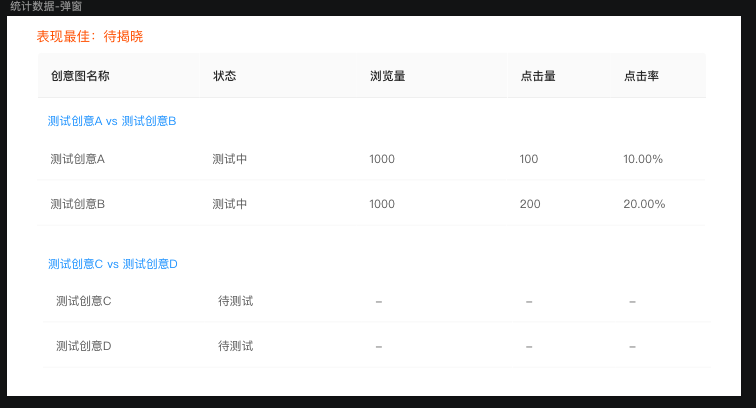 统计数据-弹窗
表现最佳：待揭晓
创意图名称 状态 浏览量 点击量 点击率
测试创意A vs 测试创意B
测试创意A 测试中 1000 100 10.00%
测试创意B 测试中 1000 200 20.00%
测试创意C vs 测试创意D
测试创意C 待测试 – – –
测试创意D 待测试 – – –